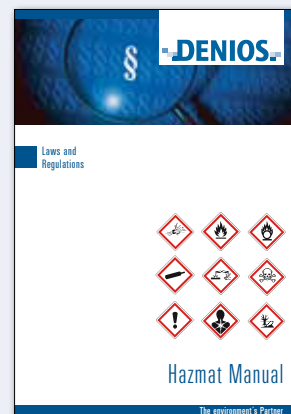 §
DENIOS.
Laws and
Regulations
Hazmat Manual
The environment's Partner